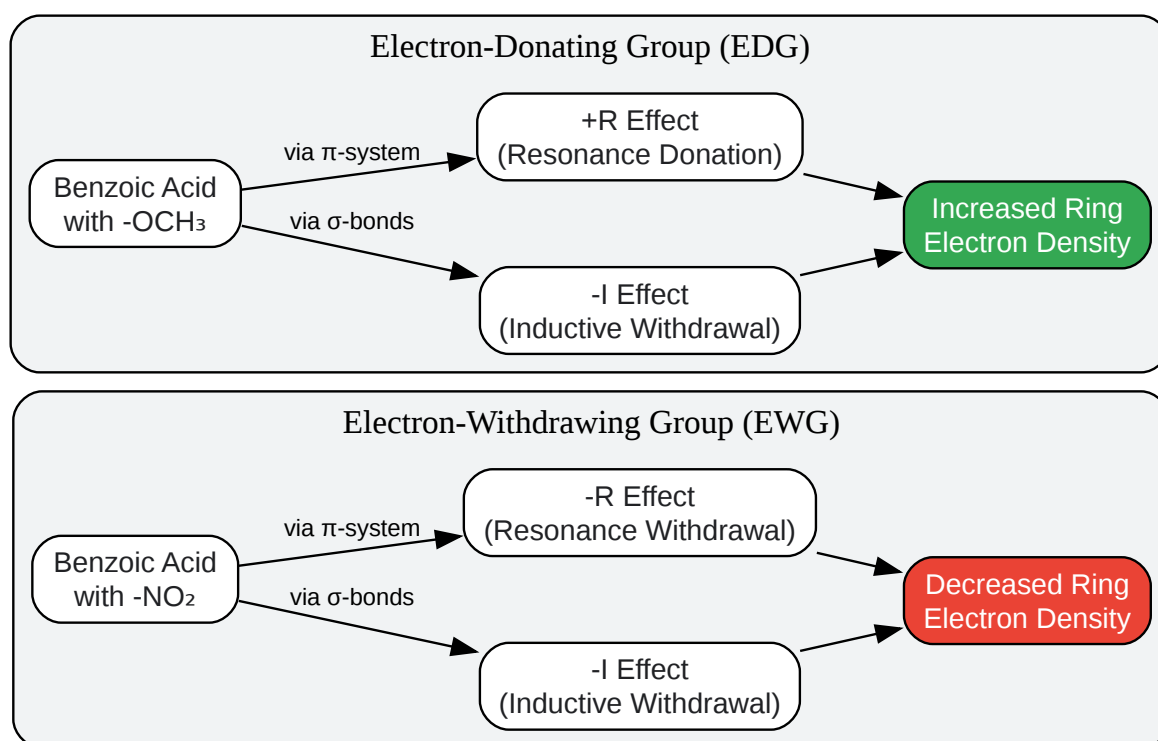 Electron-Donating Group (EDG)
+R Effect
(Resonance Donation)
via π-system
Benzoic Acid
with -OCH₃
via σ-bonds
Increased Ring
Electron Density
-I Effect
(Inductive Withdrawal)
Electron-Withdrawing Group (EWG)
-R Effect
(Resonance Withdrawal)
via π-system
Benzoic Acid
with -NO₂
via σ-bonds
Decreased Ring
Electron Density
-I Effect
(Inductive Withdrawal)